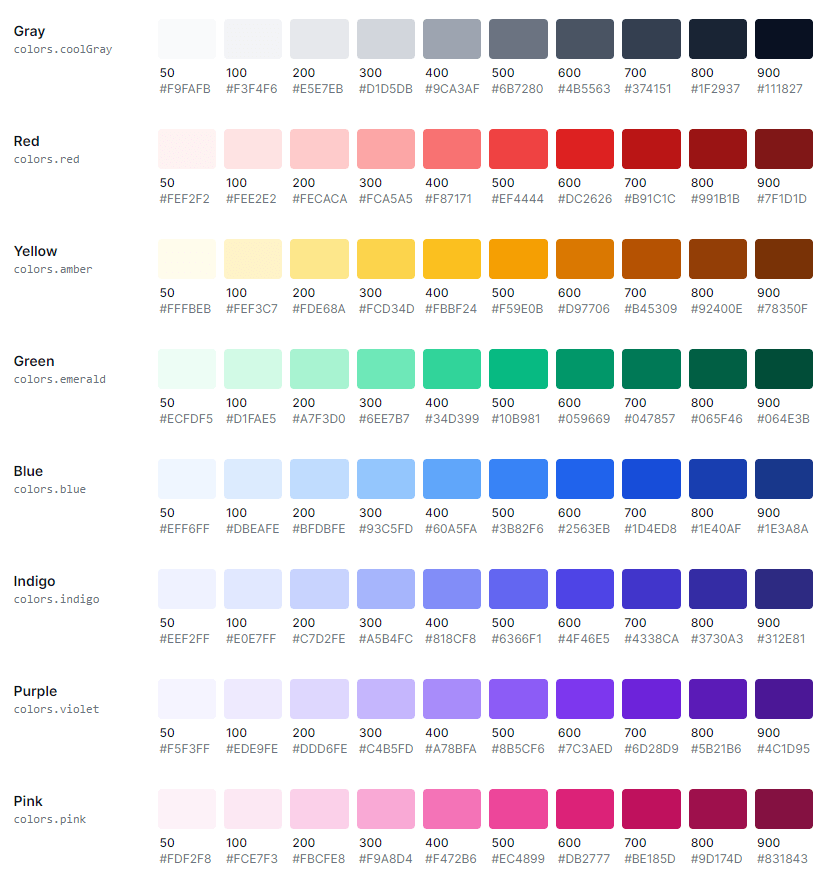 Gray
colors.coolGray
50 100 200 300 400 500 600 700 800 900
#F9FAFB #F3F4F6 #E5E7EB #D1D5DB #9CA3AF #6B7280 #4B5563 #374151 #1F2937 #111827
Red
colors.red
50 100 200 300 400 500 600 700 800 900
#FEF2F2 #FEE2E2 #FECACA #FCA5A5 #F87171 #EF4444 #DC2626 #B91C1C #991B1B #7F1D1D
Yellow
colors.amber
50 100 200 300 400 500 600 700 800 900
#FFFBEB #FEF3C7 #FDE68A #FCD34D #FBBF24 #F59E0B #D97706 #B45309 #92400E #78350F
Green
colors.emerald
50 100 200 300 400 500 600 700 800 900
#ECFDF5 #D1FAE5 #A7F3D0 #6EE7B7 #34D399 #10B981 #059669 #047857 #065F46 #064E3B
Blue
colors.blue
50 100 200 300 400 500 600 700 800 900
#EFF6FF #DBEAFE #BFDBFE #93C5FD #60A5FA #3B82F6 #2563EB #1D4ED8 #1E40AF #1E3A8A
Indigo
colors.indigo
50 100 200 300 400 500 600 700 800 900
#EEF2FF #E0E7FF #C7D2FE #A5B4FC #818CF8 #6366F1 #4F46E5 #4338CA #3730A3 #312E81
Purple
colors.violet
50 100 200 300 400 500 600 700 800 900
#F5F3FF #EDE9FE #DDD6FE #C4B5FD #A78BFA #8B5CF6 #7C3AED #6D28D9 #5B21B6 #4C1D95
Pink
colors.pink
50 100 200 300 400 500 600 700 800 900
#FDF2F8 #FCE7F3 #FBCFE8 #F9A8D4 #F472B6 #EC4899 #DB2777 #BE185D #9D174D #831843